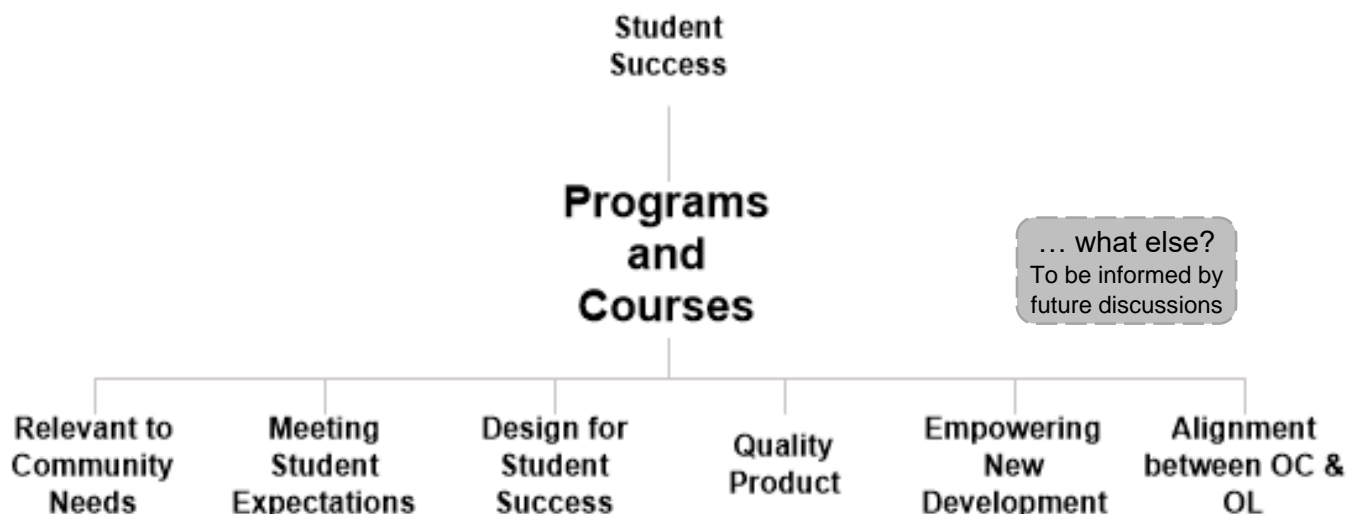 Student
Success
Programs
and
Courses
… what else?
To be informed by
future discussions
Relevant to
Community
Needs
Meeting
Student
Expectations
Design for
Student
Success
Quality
Product
Empowering
New
Development
Alignment
between OC &
OL